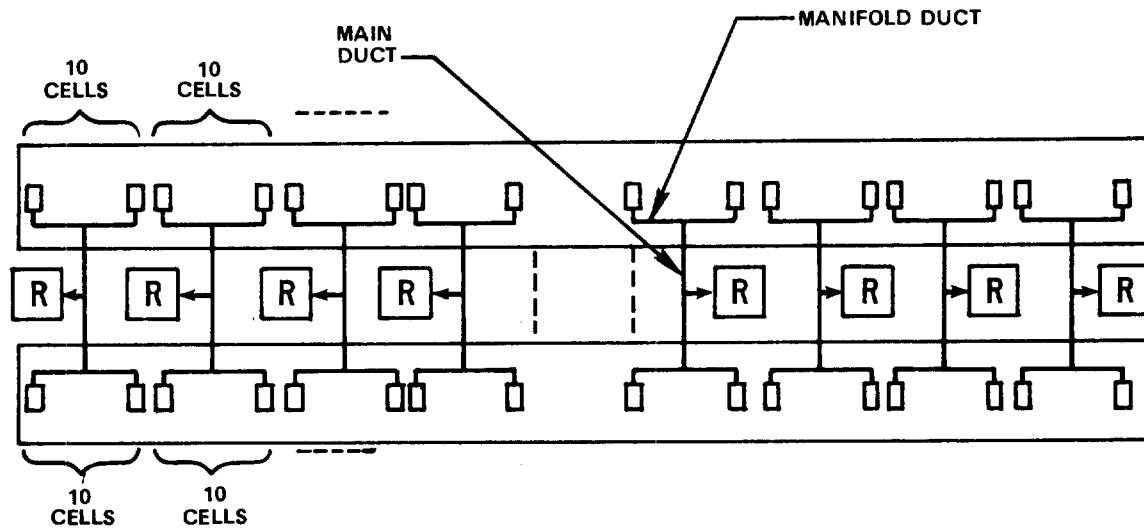 MAIN
DUCT
MANIFOLD DUCT
10
CELLS
10
CELLS
R R R R R R R R
10
CELLS
10
CELLS